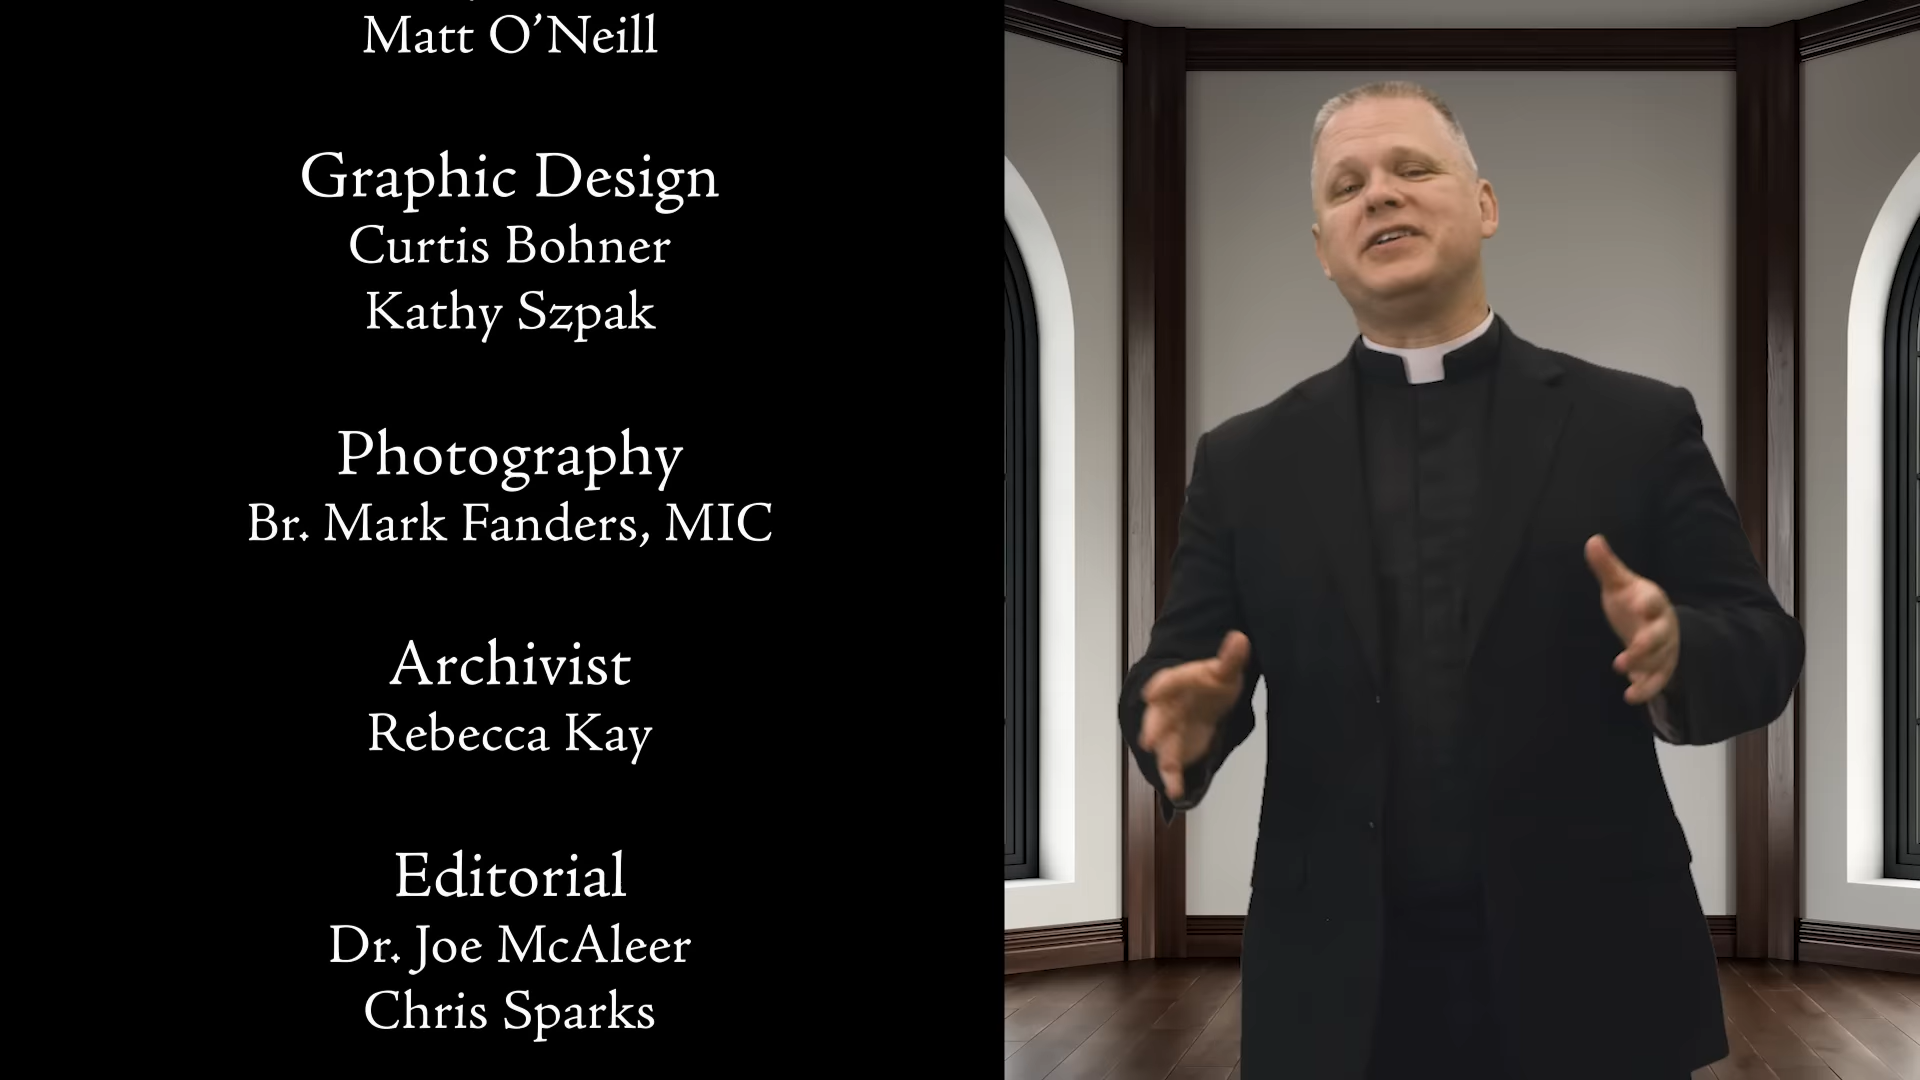 Matt O’Neill
Graphic Design
Curtis Bohner
Kathy Szpak
Photography
Br. Mark Fanders, MIC
Archivist
Rebecca Kay
Editorial
Dr. Joe McAleer
Chris Sparks